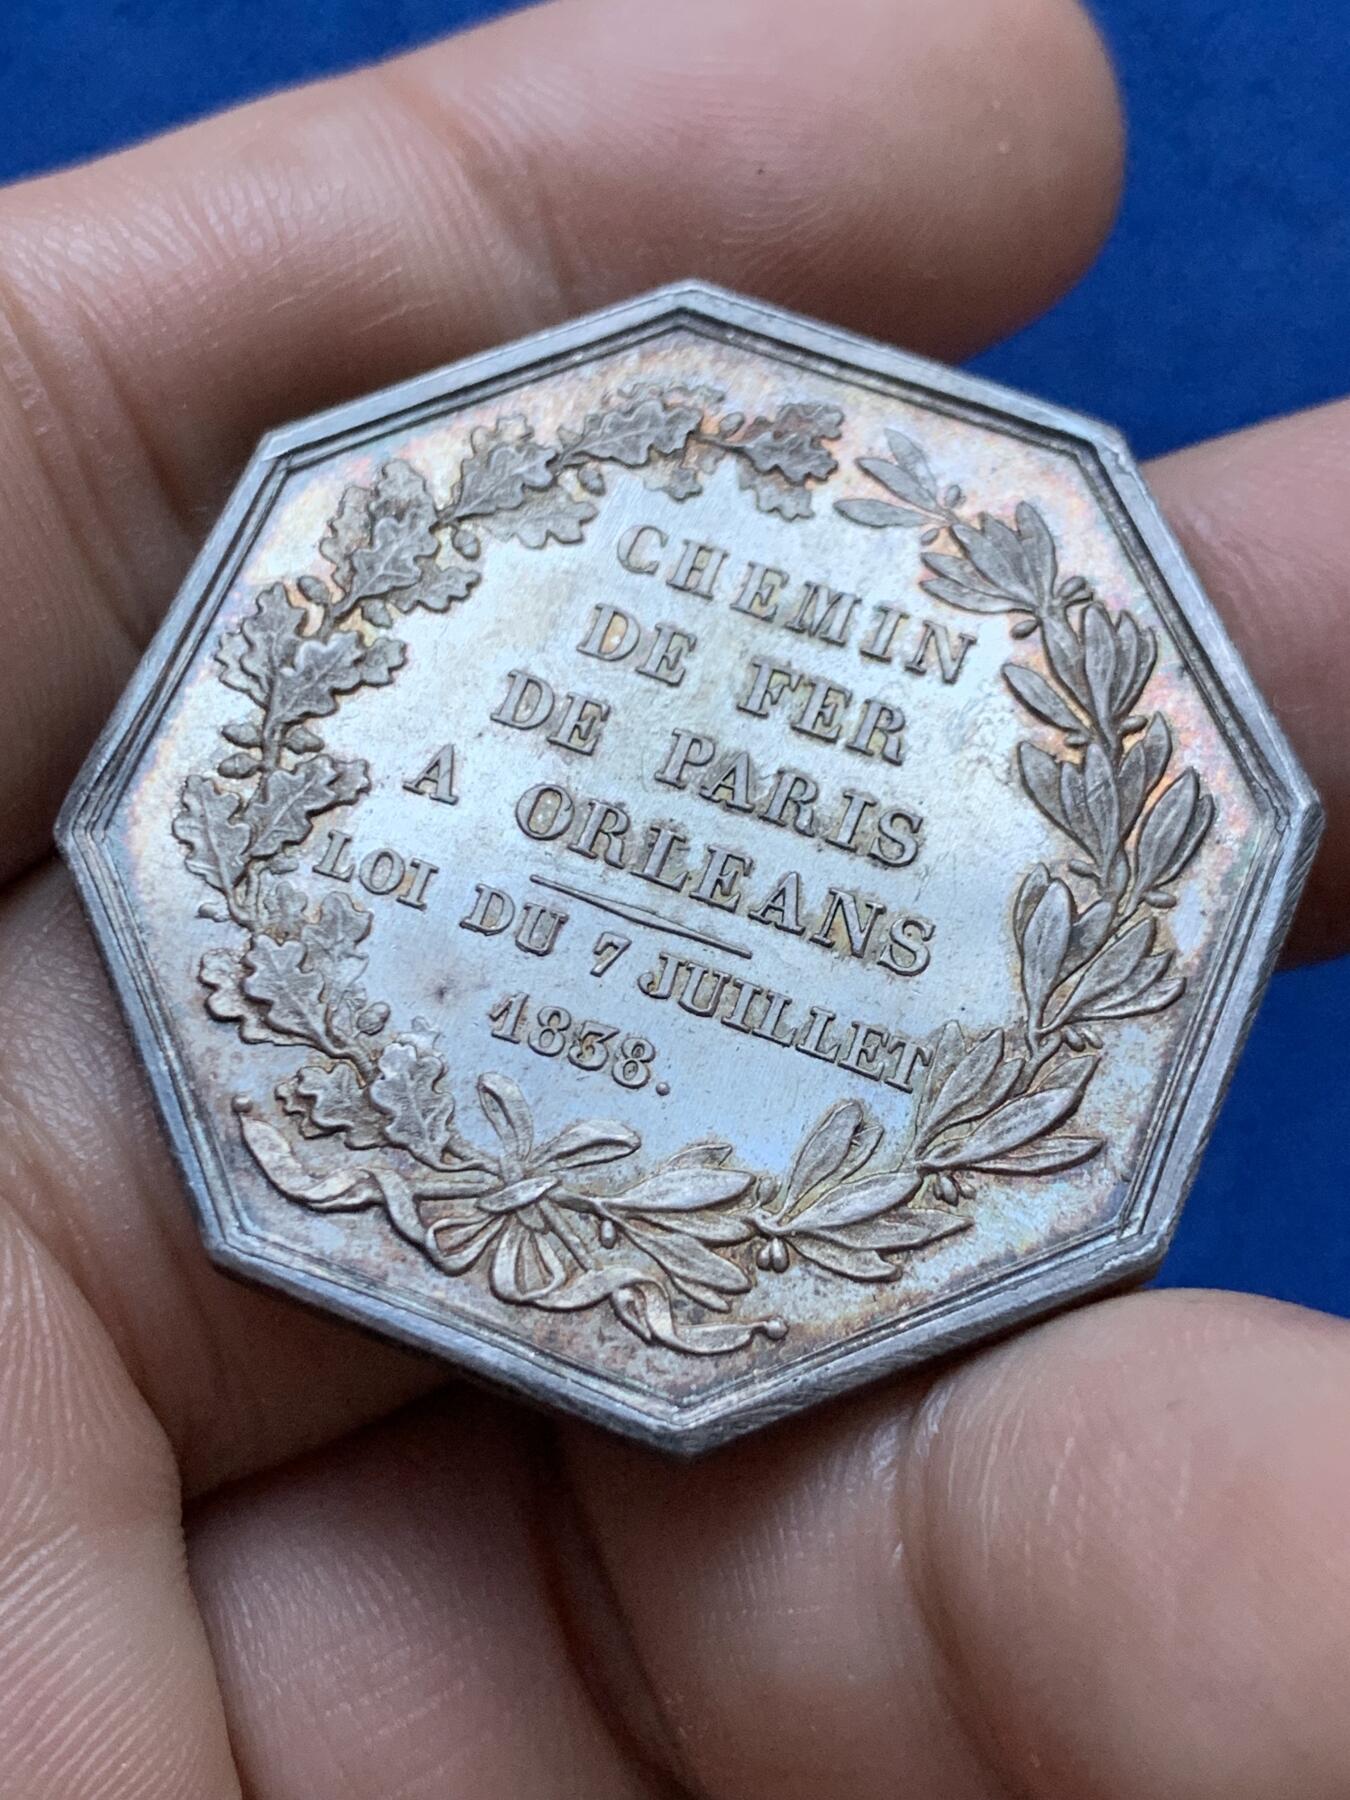 CHEMIN
DE FER
DE PARIS
A ORLEANS
LOI DU 7 JUILLET
1838.